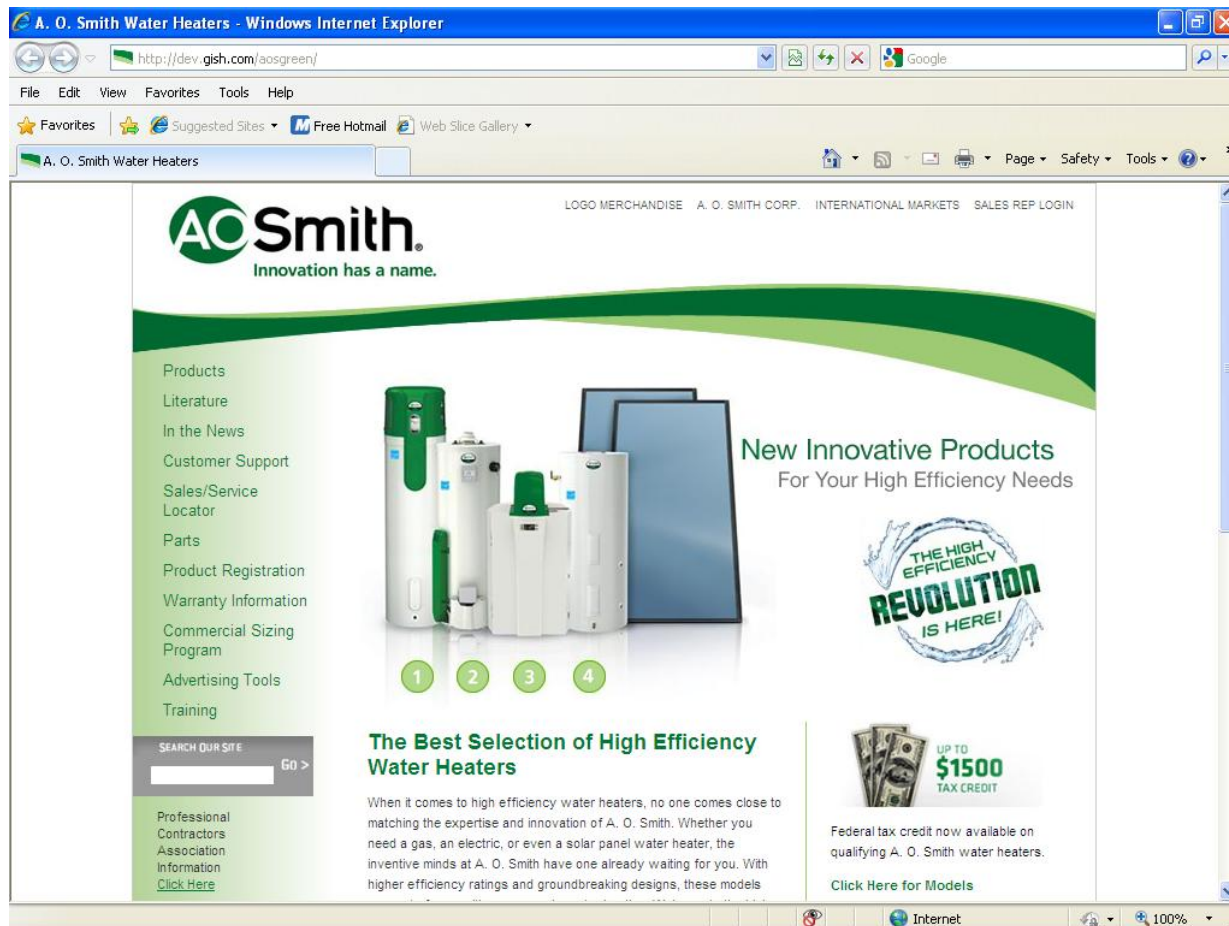 A. O. Smith Water Heaters - Windows Internet Explorer
http://dev.gish.com/aosgreen/
Google
File Edit View Favorites Tools Help
Favorites Suggested Sites Free Hotmail Web Slice Gallery
A. O. Smith Water Heaters
Page Safety Tools
LOGO MERCHANDISE A. O. SMITH CORP. INTERNATIONAL MARKETS SALES REP LOGIN
AO Smith®
Innovation has a name.
Products
Literature
In the News
Customer Support
Sales/Service
Locator
Parts
Product Registration
Warranty Information
Commercial Sizing
Program
Advertising Tools
Training
SEARCH OUR SITE
GO >
Professional
Contractors
Association
Information
Click Here
New Innovative Products
For Your High Efficiency Needs
THE HIGH
EFFICIENCY
REVOLUTION
IS HERE!
1 2 3 4
The Best Selection of High Efficiency
Water Heaters
When it comes to high efficiency water heaters, no one comes close to
matching the expertise and innovation of A. O. Smith. Whether you
need a gas, an electric, or even a solar panel water heater, the
inventive minds at A. O. Smith have one already waiting for you. With
higher efficiency ratings and groundbreaking designs, these models
UP TO
$1500
TAX CREDIT
Federal tax credit now available on
qualifying A. O. Smith water heaters.
Click Here for Models
Internet
100%